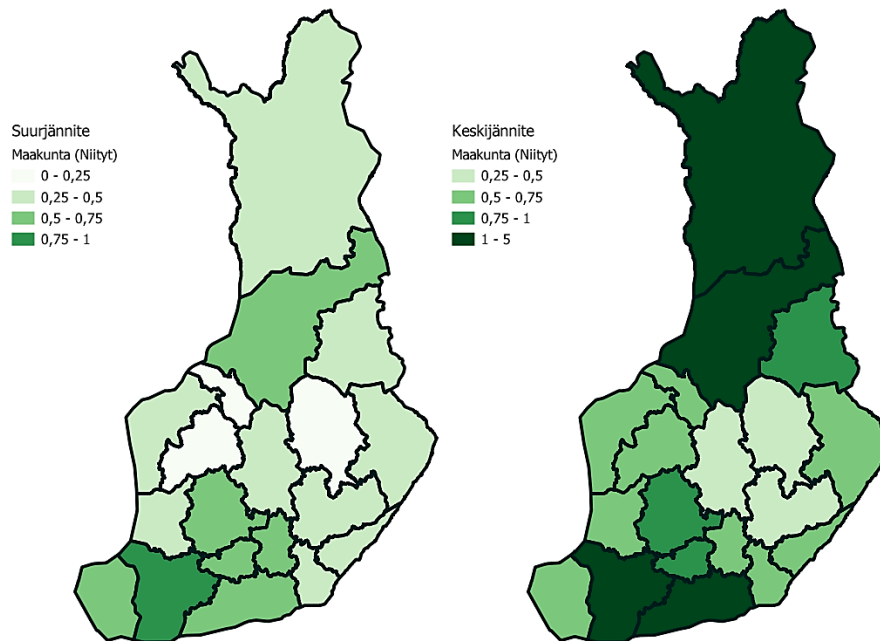 Suurjännite
Maakunta (Niityt)
0 - 0,25
0,25 - 0,5
0,5 - 0,75
0,75 - 1
Keskijännite
Maakunta (Niityt)
0,25 - 0,5
0,5 - 0,75
0,75 - 1
1 - 5